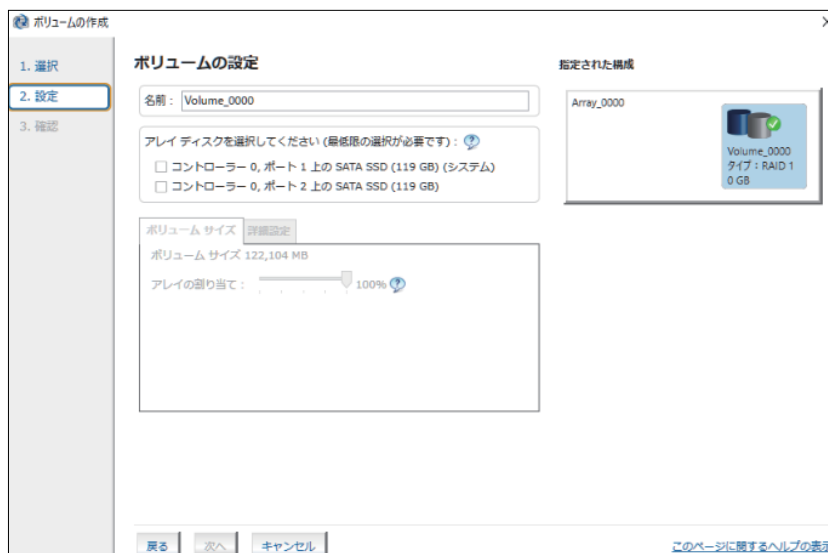 ボリュームの作成
1. 選択
2. 設定
3. 確認
ボリュームの設定
名前： Volume_0000
アレイ ディスクを選択してください (最低限の選択が必要です)：
コントローラー 0, ポート 1 上の SATA SSD (119 GB) (システム)
コントローラー 0, ポート 2 上の SATA SSD (119 GB)
ボリューム サイズ 詳細設定
ボリューム サイズ 122,104 MB
アレイの割り当て： 100%
指定された構成
Array_0000
Volume_0000
タイプ：RAID 1
0 GB
戻る 次へ キャンセル
このページに関するヘルプの表示